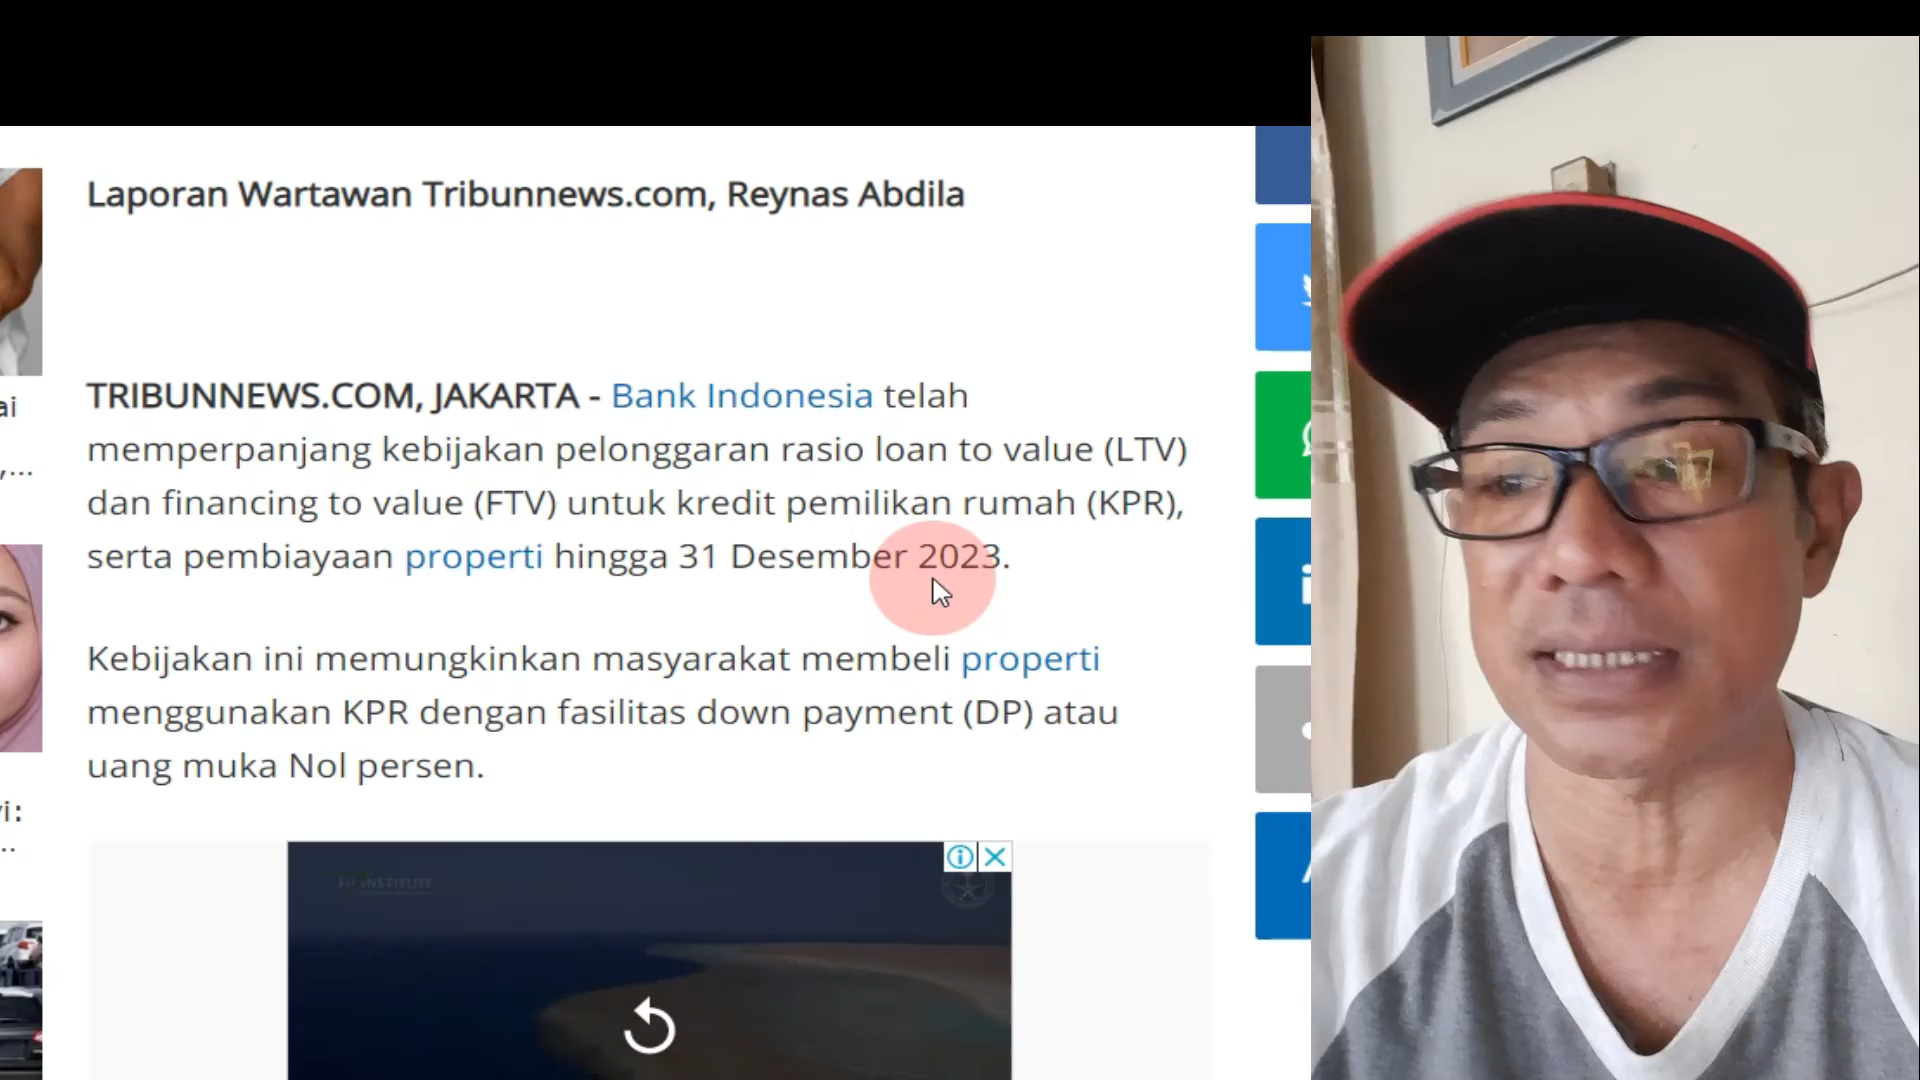 Laporan Wartawan Tribunnews.com, Reynas Abdila
TRIBUNNEWS.COM, JAKARTA - Bank Indonesia telah
memperpanjang kebijakan pelonggaran rasio loan to value (LTV)
dan financing to value (FTV) untuk kredit pemilikan rumah (KPR),
serta pembiayaan properti hingga 31 Desember 2023.
Kebijakan ini memungkinkan masyarakat membeli properti
menggunakan KPR dengan fasilitas down payment (DP) atau
uang muka Nol persen.